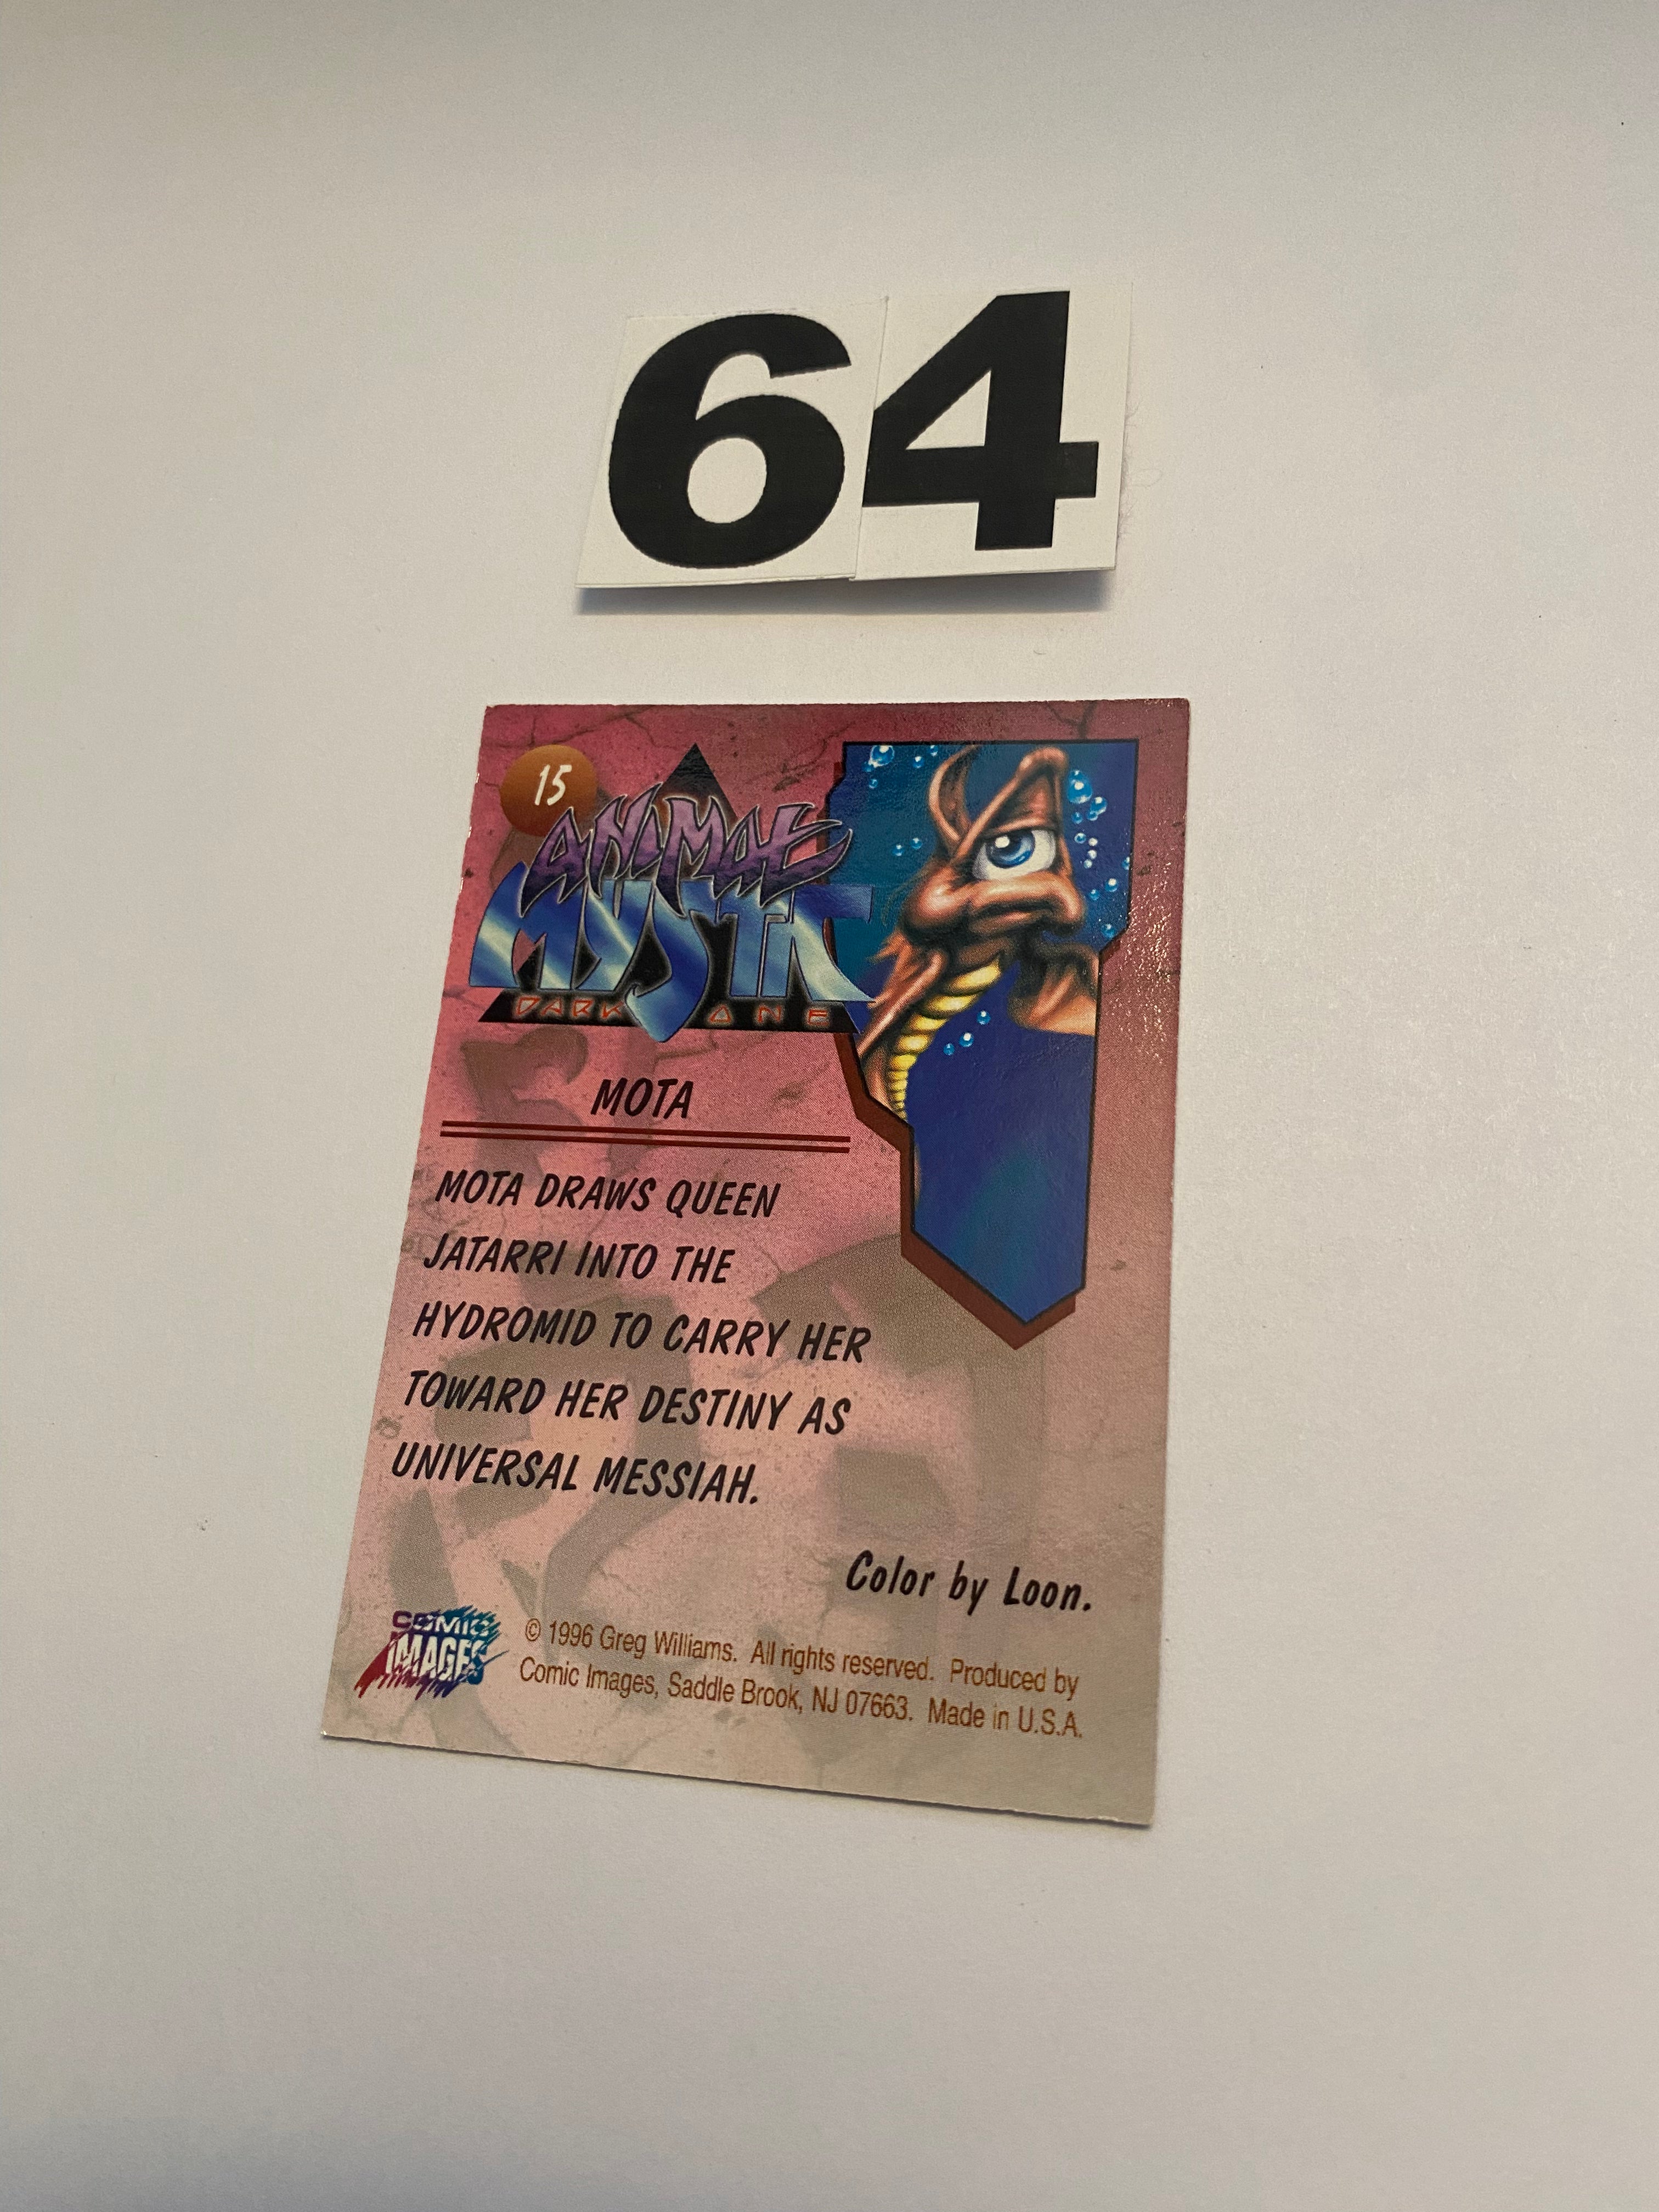 64
15
ANIMAL
MYSTIC
DARK ONE
MOTA
MOTA DRAWS QUEEN
JATARRI INTO THE
HYDROMID TO CARRY HER
TOWARD HER DESTINY AS
UNIVERSAL MESSIAH.
Color by Loon.
COMIC
IMAGES
© 1996 Greg Williams. All rights reserved. Produced by
Comic Images, Saddle Brook, NJ 07663. Made in U.S.A.